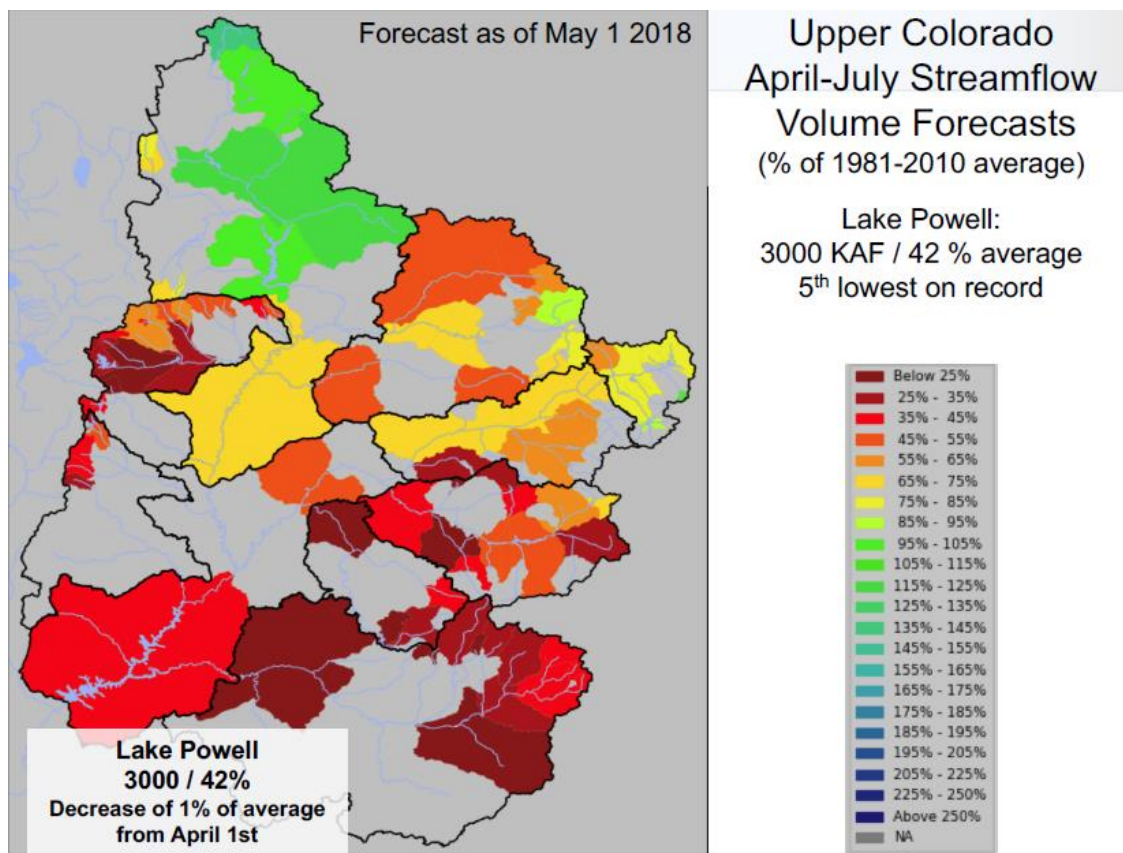 Forecast as of May 1 2018
Upper Colorado
April-July Streamflow
Volume Forecasts
(% of 1981-2010 average)
Lake Powell:
3000 KAF / 42 % average
5th lowest on record
Below 25%
25% - 35%
35% - 45%
45% - 55%
55% - 65%
65% - 75%
75% - 85%
85% - 95%
95% - 105%
105% - 115%
115% - 125%
125% - 135%
135% - 145%
145% - 155%
155% - 165%
165% - 175%
175% - 185%
185% - 195%
195% - 205%
205% - 225%
225% - 250%
Above 250%
NA
Lake Powell
3000 / 42%
Decrease of 1% of average
from April 1st